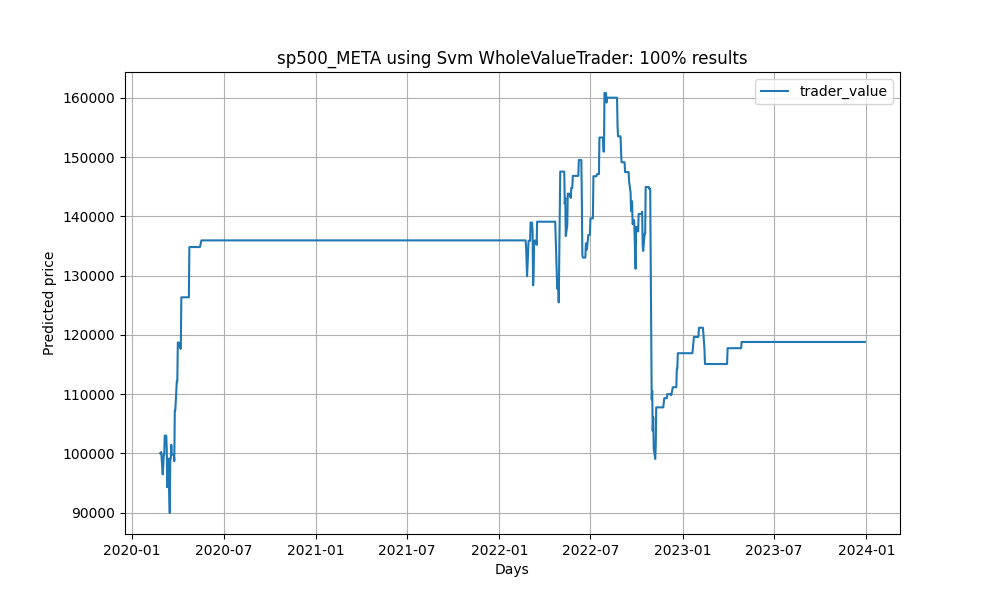 sp500_META using Svm WholeValueTrader: 100% results
trader_value
Predicted price
160000
150000
140000
130000
120000
110000
100000
90000
2020-01 2020-07 2021-01 2021-07 2022-01 2022-07 2023-01 2023-07 2024-01
Days